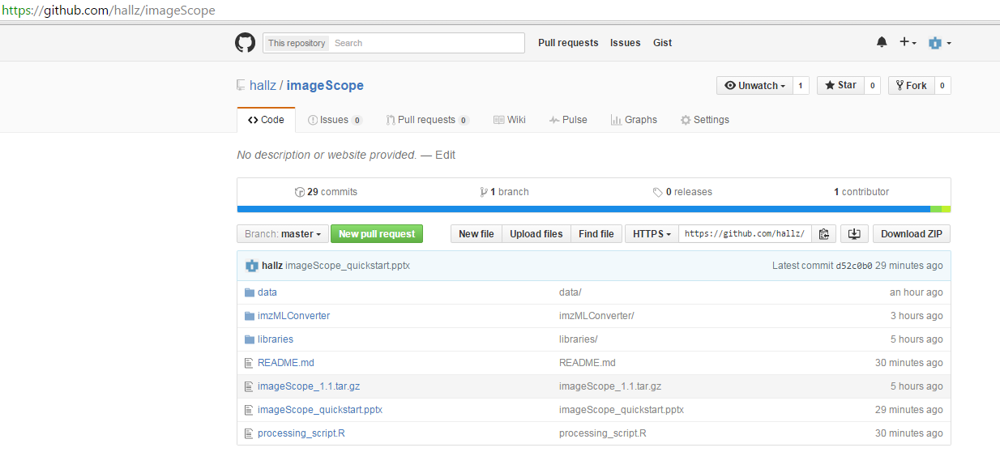 https://github.com/hallz/imageScope
This repository Search Pull requests Issues Gist
hallz / imageScope Unwatch 1 Star 0 Fork 0
Code Issues 0 Pull requests 0 Wiki Pulse Graphs Settings
No description or website provided. — Edit
29 commits 1 branch 0 releases 1 contributor
Branch: master New pull request New file Upload files Find file HTTPS https://github.com/hallz/ Download ZIP
hallz imageScope_quickstart.pptx Latest commit d52c0b0 29 minutes ago
data data/ an hour ago
imzMLConverter imzMLConverter/ 3 hours ago
libraries libraries/ 5 hours ago
README.md README.md 30 minutes ago
imageScope_1.1.tar.gz imageScope_1.1.tar.gz 5 hours ago
imageScope_quickstart.pptx imageScope_quickstart.pptx 29 minutes ago
processing_script.R processing_script.R 30 minutes ago